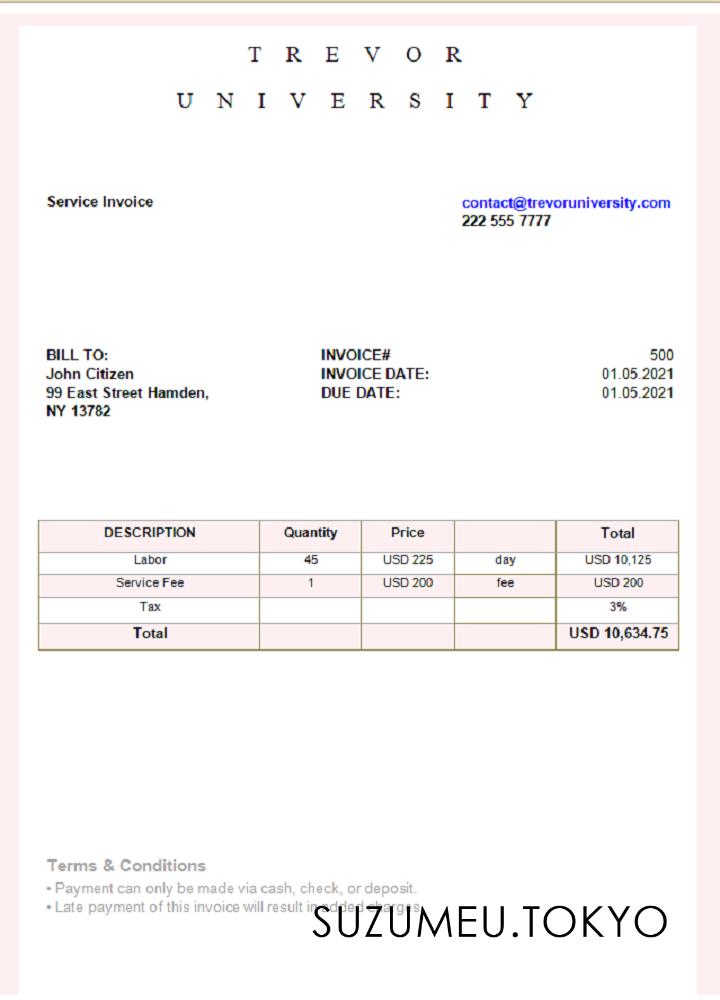 T R E V O R
U N I V E R S I T Y
Service Invoice
contact@trevoruniversity.com
222 555 7777
BILL TO:
John Citizen
99 East Street Hamden,
NY 13782
INVOICE# 500
INVOICE DATE: 01.05.2021
DUE DATE: 01.05.2021
DESCRIPTION Quantity Price Total
Labor 45 USD 225 day USD 10,125
Service Fee 1 USD 200 fee USD 200
Tax 3%
Total USD 10,634.75
Terms & Conditions
• Payment can only be made via cash, check, or deposit.
• Late payment of this invoice will result in added charges
SUZUMEU.TOKYO